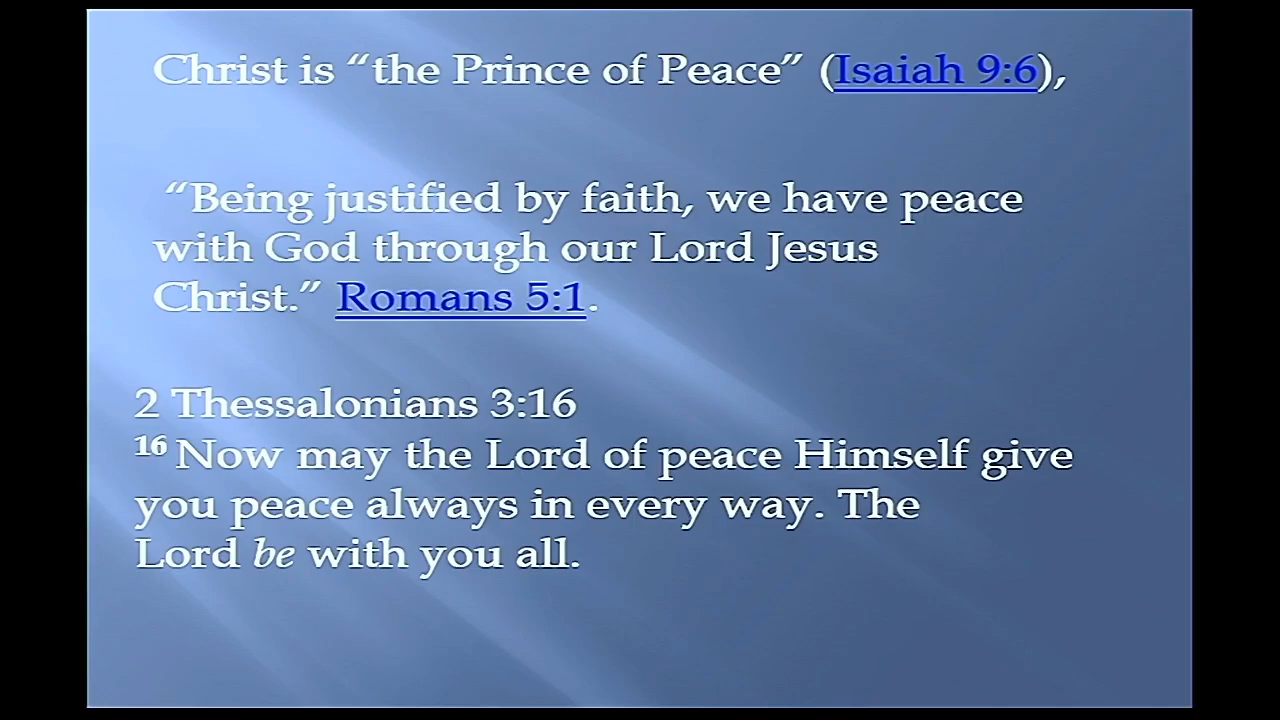 Christ is “the Prince of Peace” (Isaiah 9:6),
“Being justified by faith, we have peace
with God through our Lord Jesus
Christ.” Romans 5:1.
2 Thessalonians 3:16
16 Now may the Lord of peace Himself give
you peace always in every way. The
Lord be with you all.